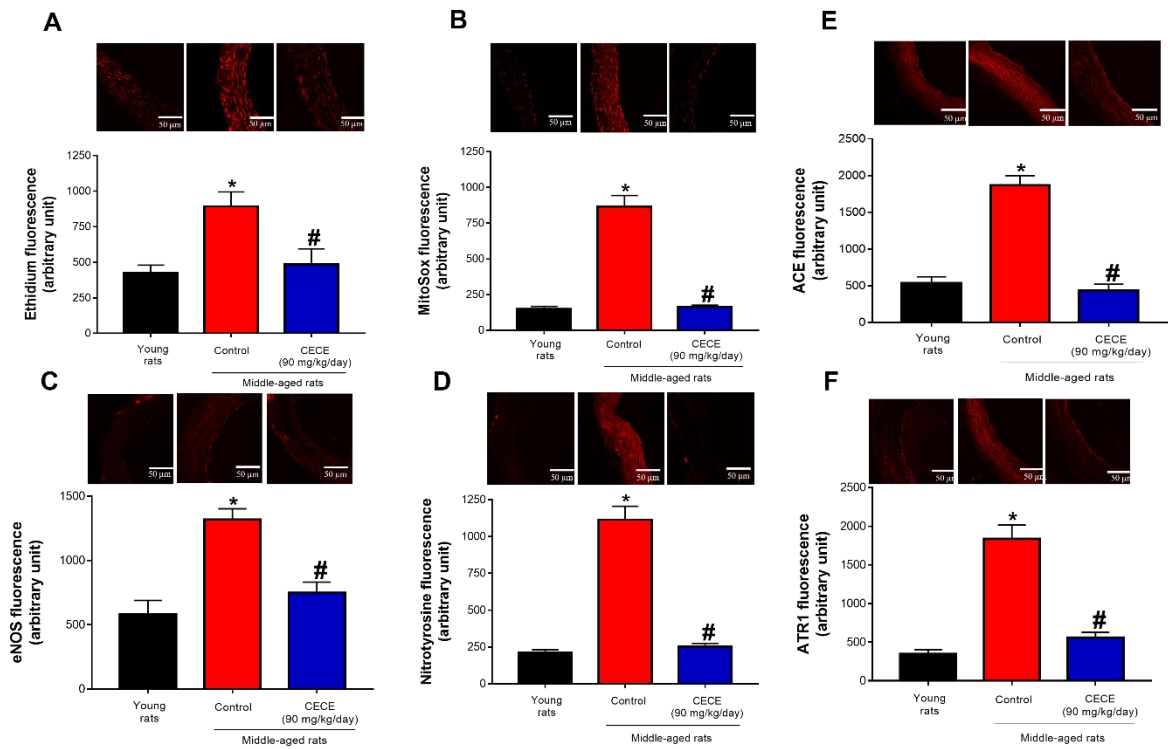 A
50 µm
50 µm
50 µm
Ethidium fluorescence
(arbitrary unit)
1250
1000
750
500
250
0
*
#
Young
rats
Control
CECE
(90 mg/kg/day)
Middle-aged rats
B
50 µm
50 µm
50 µm
MitoSox fluorescence
(arbitrary unit)
1250
1000
750
500
250
0
*
#
Young
rats
Control
CECE
(90 mg/kg/day)
Middle-aged rats
E
50 µm
50 µm
50 µm
ACE fluorescence
(arbitrary unit)
2500
2000
1500
1000
500
0
*
#
Young
rats
Control
CECE
(90 mg/kg/day)
Middle-aged rats
C
50 µm
50 µm
50 µm
eNOS fluorescence
(arbitrary unit)
1500
1000
500
0
*
#
Young
rats
Control
CECE
(90 mg/kg/day)
Middle-aged rats
D
50 µm
50 µm
50 µm
Nitrotyrosine fluorescence
(arbitrary unit)
1250
1000
750
500
250
0
*
#
Young
rats
Control
CECE
(90 mg/kg/day)
Middle-aged rats
F
50 µm
50 µm
50 µm
ATR1 fluorescence
(arbitrary unit)
2500
2000
1500
1000
500
0
*
#
Young
rats
Control
CECE
(90 mg/kg/day)
Middle-aged rats